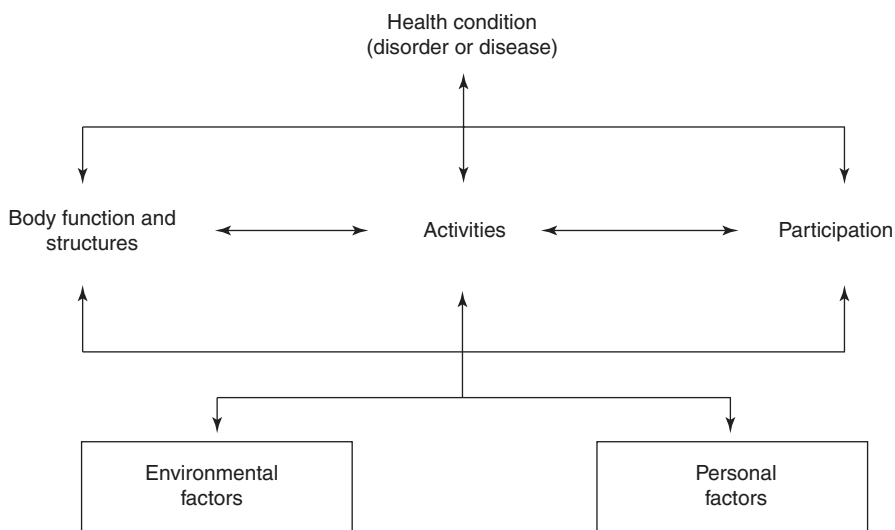 Health condition
(disorder or disease)
Body function and
structures
Activities
Participation
Environmental
factors
Personal
factors